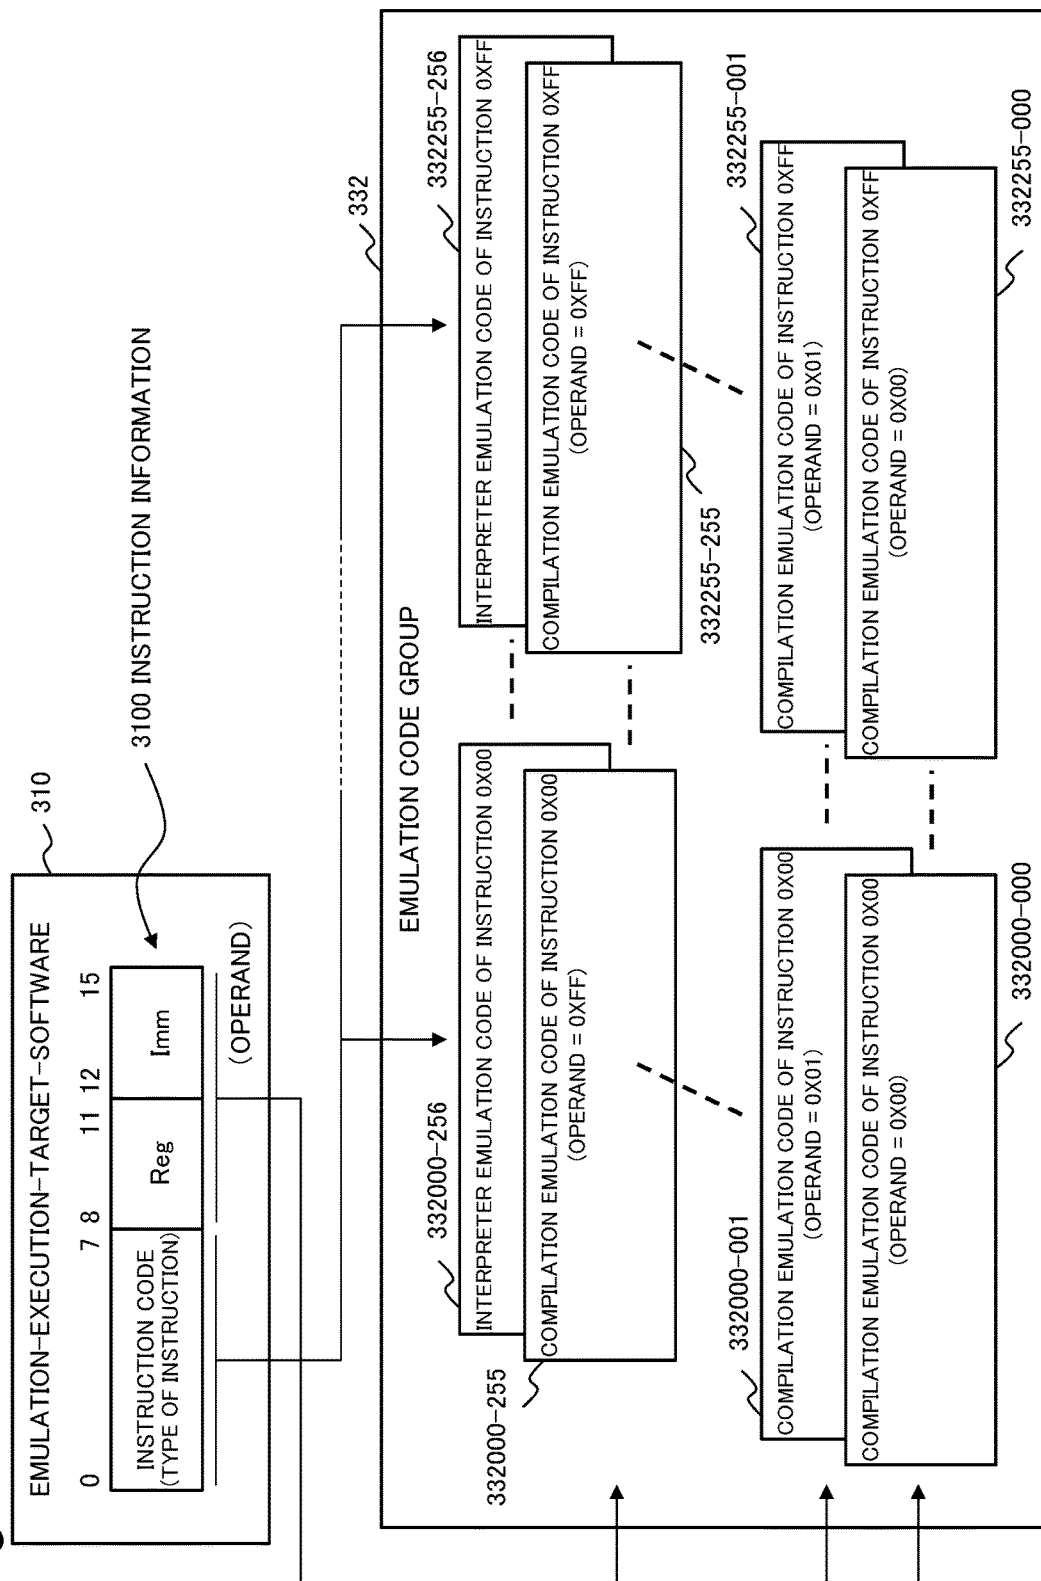 EMULATION-EXECUTION-TARGET-SOFTWARE
310
0 7 8 11 12 15
INSTRUCTION CODE
(TYPE OF INSTRUCTION)
Reg
Imm
(OPERAND)
3100 INSTRUCTION INFORMATION
332
EMULATION CODE GROUP
332000-256
INTERPRETER EMULATION CODE OF INSTRUCTION 0X00
332000-255
COMPILATION EMULATION CODE OF INSTRUCTION 0X00
(OPERAND = 0XFF)
332255-256
INTERPRETER EMULATION CODE OF INSTRUCTION 0XFF
COMPILATION EMULATION CODE OF INSTRUCTION 0XFF
(OPERAND = 0XFF)
332255-255
332000-001
COMPILATION EMULATION CODE OF INSTRUCTION 0X00
(OPERAND = 0X01)
COMPILATION EMULATION CODE OF INSTRUCTION 0X00
(OPERAND = 0X00)
332000-000
332255-001
COMPILATION EMULATION CODE OF INSTRUCTION 0XFF
(OPERAND = 0X01)
COMPILATION EMULATION CODE OF INSTRUCTION 0XFF
(OPERAND = 0X00)
332255-000